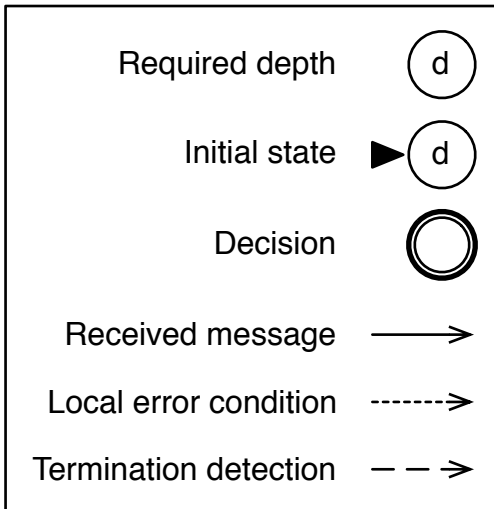 Required depth d
Initial state d
Decision
Received message
Local error condition
Termination detection